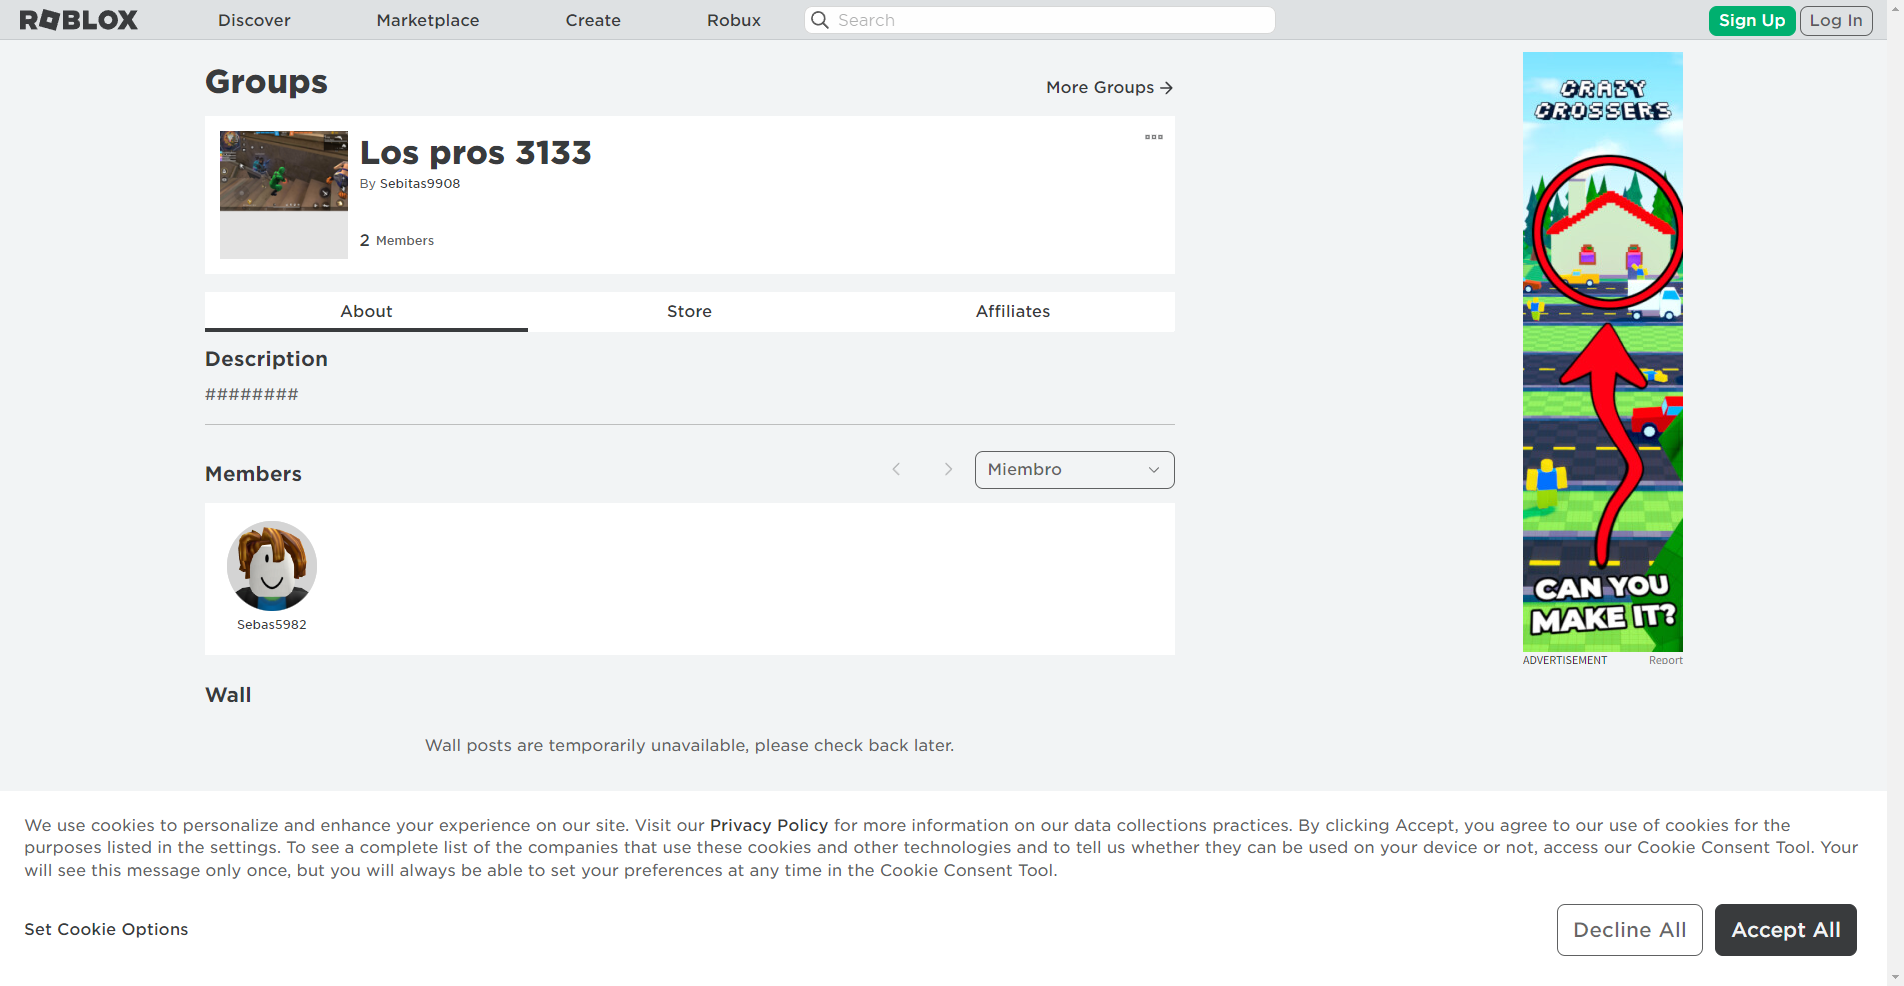 ROBLOX
Discover
Marketplace
Create
Robux
Search
Sign Up
Log In
Groups
More Groups
Los pros 3133
By Sebitas9908
2 Members
About
Store
Affiliates
Description
########
Members
Miembro
Sebas5982
Wall
Wall posts are temporarily unavailable, please check back later.
CRAZY
CROSSERS
CAN YOU
MAKE IT?
ADVERTISEMENT
Report
We use cookies to personalize and enhance your experience on our site. Visit our Privacy Policy for more information on our data collections practices. By clicking Accept, you agree to our use of cookies for the
purposes listed in the settings. To see a complete list of the companies that use these cookies and other technologies and to tell us whether they can be used on your device or not, access our Cookie Consent Tool. Your
will see this message only once, but you will always be able to set your preferences at any time in the Cookie Consent Tool.
Set Cookie Options
Decline All
Accept All